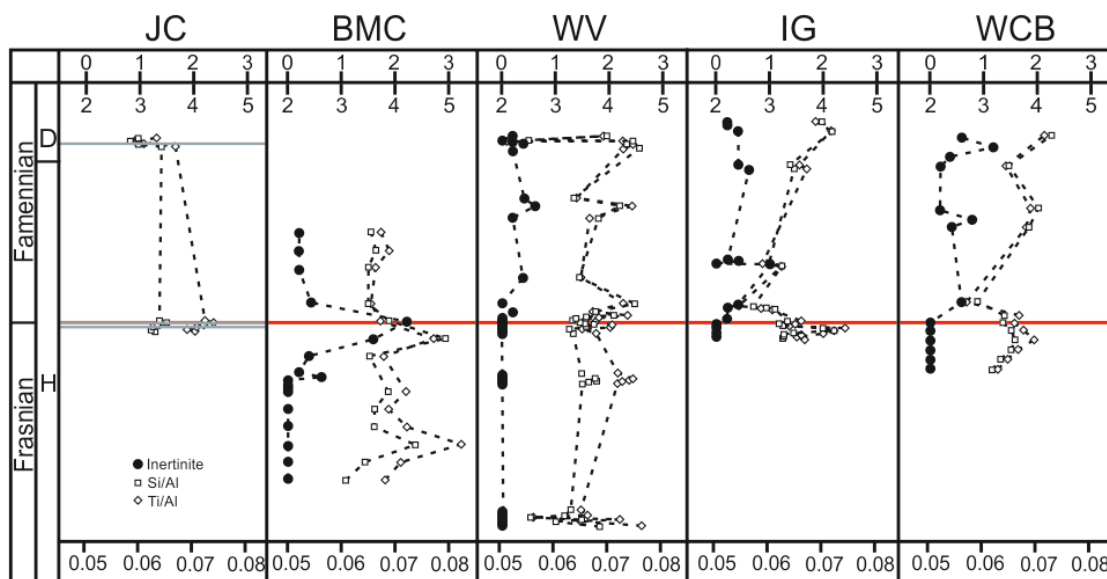 JC BMC WV IG WCB
0 1 2 3 0 1 2 3 0 1 2 3 0 1 2 3 0 1 2 3
2 3 4 5 2 3 4 5 2 3 4 5 2 3 4 5 2 3 4 5
Famennian
D
Frasnian
H
Inertinite
Si/Al
Ti/Al
0.05 0.06 0.07 0.08 0.05 0.06 0.07 0.08 0.05 0.06 0.07 0.08 0.05 0.06 0.07 0.08 0.05 0.06 0.07 0.08